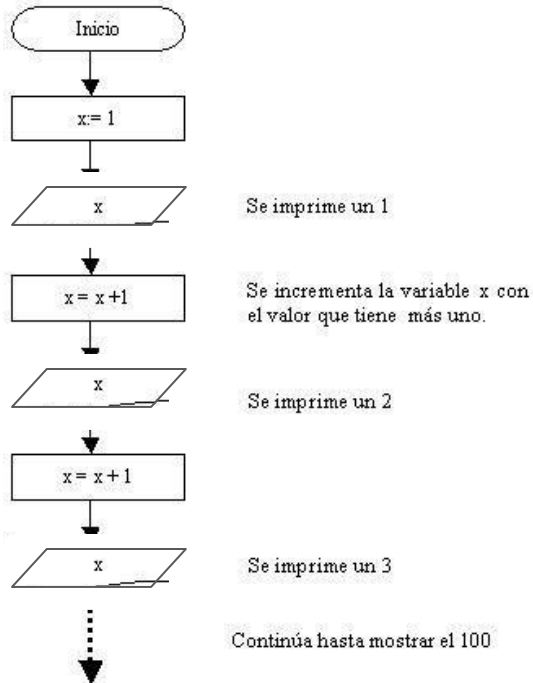 Inicio
x:= 1
x
Se imprime un 1
x = x +1
Se incrementa la variable x con
el valor que tiene más uno.
x
Se imprime un 2
x = x + 1
x
Se imprime un 3
Continúa hasta mostrar el 100